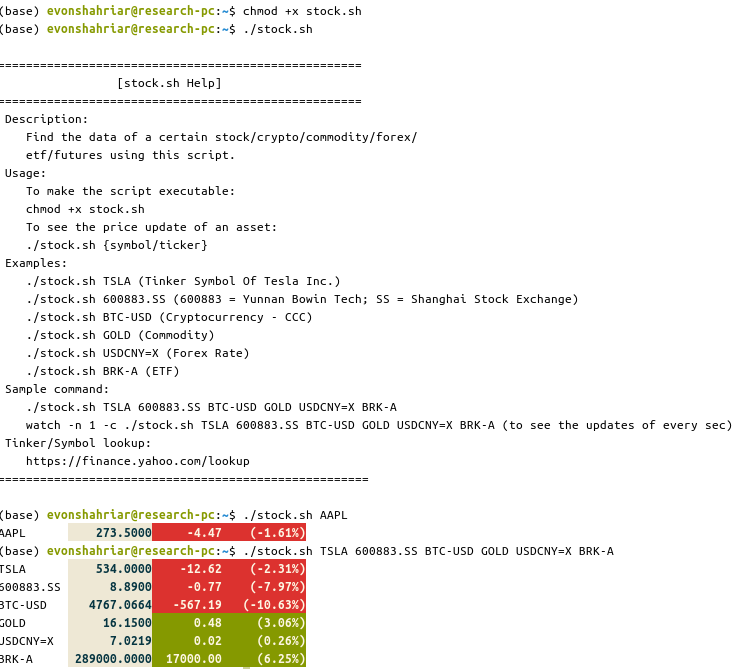 (base) evonshahriar@research-pc:~$ chmod +x stock.sh
(base) evonshahriar@research-pc:~$ ./stock.sh
====================================================
[stock.sh Help]
====================================================
Description:
Find the data of a certain stock/crypto/commodity/forex/
etf/futures using this script.
Usage:
To make the script executable:
chmod +x stock.sh
To see the price update of an asset:
./stock.sh {symbol/ticker}
Examples:
./stock.sh TSLA (Tinker Symbol Of Tesla Inc.)
./stock.sh 600883.SS (600883 = Yunnan Bowin Tech; SS = Shanghai Stock Exchange)
./stock.sh BTC-USD (Cryptocurrency - CCC)
./stock.sh GOLD (Commodity)
./stock.sh USDCNY=X (Forex Rate)
./stock.sh BRK-A (ETF)
Sample command:
./stock.sh TSLA 600883.SS BTC-USD GOLD USDCNY=X BRK-A
watch -n 1 -c ./stock.sh TSLA 600883.SS BTC-USD GOLD USDCNY=X BRK-A (to see the updates of every sec)
Tinker/Symbol lookup:
https://finance.yahoo.com/lookup
=====================================================
(base) evonshahriar@research-pc:~$ ./stock.sh AAPL
AAPL 273.5000 -4.47 (-1.61%)
(base) evonshahriar@research-pc:~$ ./stock.sh TSLA 600883.SS BTC-USD GOLD USDCNY=X BRK-A
TSLA 534.0000 -12.62 (-2.31%)
600883.SS 8.8900 -0.77 (-7.97%)
BTC-USD 4767.0664 -567.19 (-10.63%)
GOLD 16.1500 0.48 (3.06%)
USDCNY=X 7.0219 0.02 (0.26%)
BRK-A 289000.0000 17000.00 (6.25%)